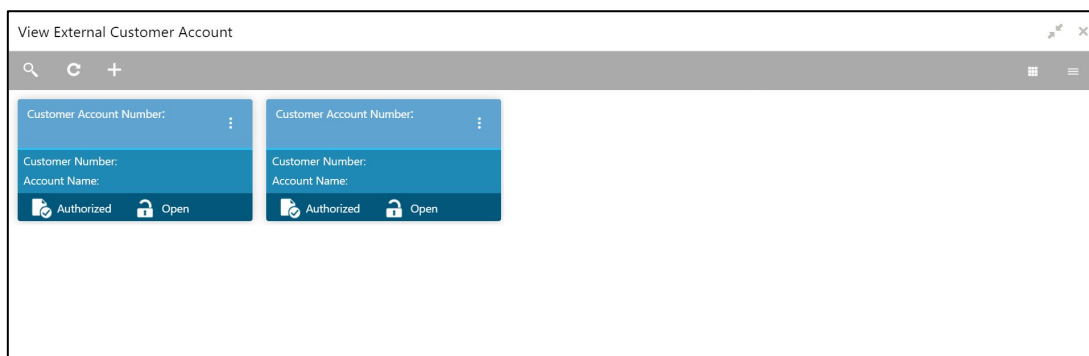 View External Customer Account
Customer Account Number:
Customer Number:
Account Name:
Authorized Open
Customer Account Number:
Customer Number:
Account Name:
Authorized Open